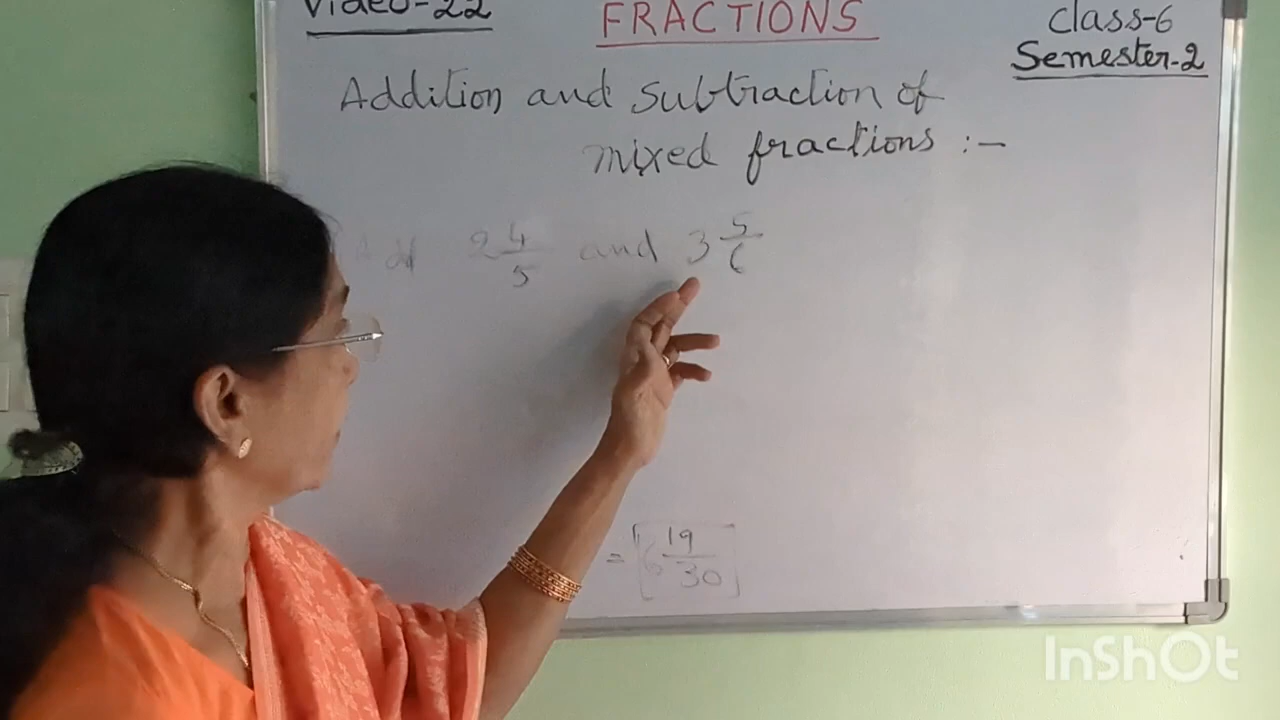 Video-22
FRACTIONS
Class-6
Semester-2
Addition and Subtraction of
mixed fractions :-
Add 2 4/5 and 3 5/6
= 6 19/30
InShOt